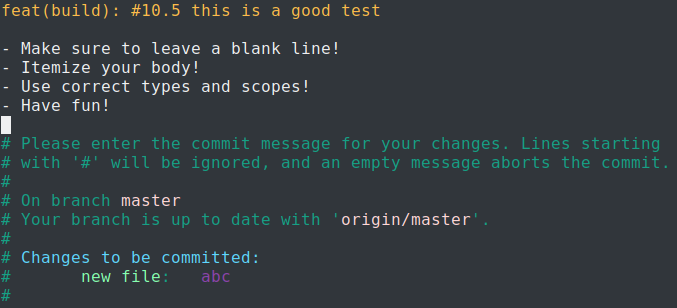 feat(build): #10.5 this is a good test

- Make sure to leave a blank line!
- Itemize your body!
- Use correct types and scopes!
- Have fun!

# Please enter the commit message for your changes. Lines starting
# with '#' will be ignored, and an empty message aborts the commit.
#
# On branch master
# Your branch is up to date with 'origin/master'.
#
# Changes to be committed:
#       new file:   abc
#